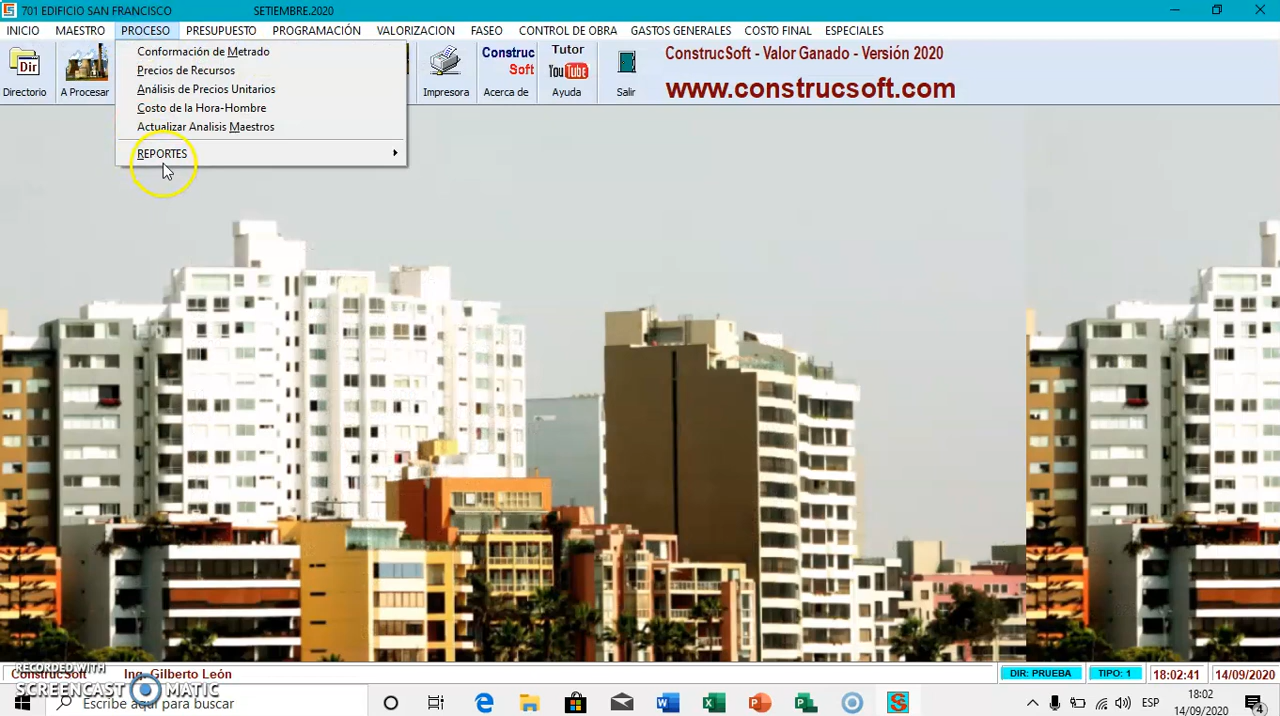 701 EDIFICIO SAN FRANCISCO SETIEMBRE.2020
INICIO MAESTRO PROCESO PRESUPUESTO PROGRAMACIÓN VALORIZACION FASEO CONTROL DE OBRA GASTOS GENERALES COSTO FINAL ESPECIALES
Dir
Directorio
A Procesar
Conformación de Metrado
Precios de Recursos
Análisis de Precios Unitarios
Costo de la Hora-Hombre
Actualizar Analisis Maestros
REPORTES
Impresora
Construc
Soft
Acerca de
Tutor
You Tube
Ayuda
Salir
ConstrucSoft - Valor Ganado - Versión 2020
www.construcsoft.com
ConstrucSoft Ing. Gilberto León DIR: PRUEBA TIPO: 1 18:02:41 14/09/2020
RECORDED WITH
SCREENCAST MATIC
Escribe aquí para buscar
ESP
18:02
14/09/2020
4